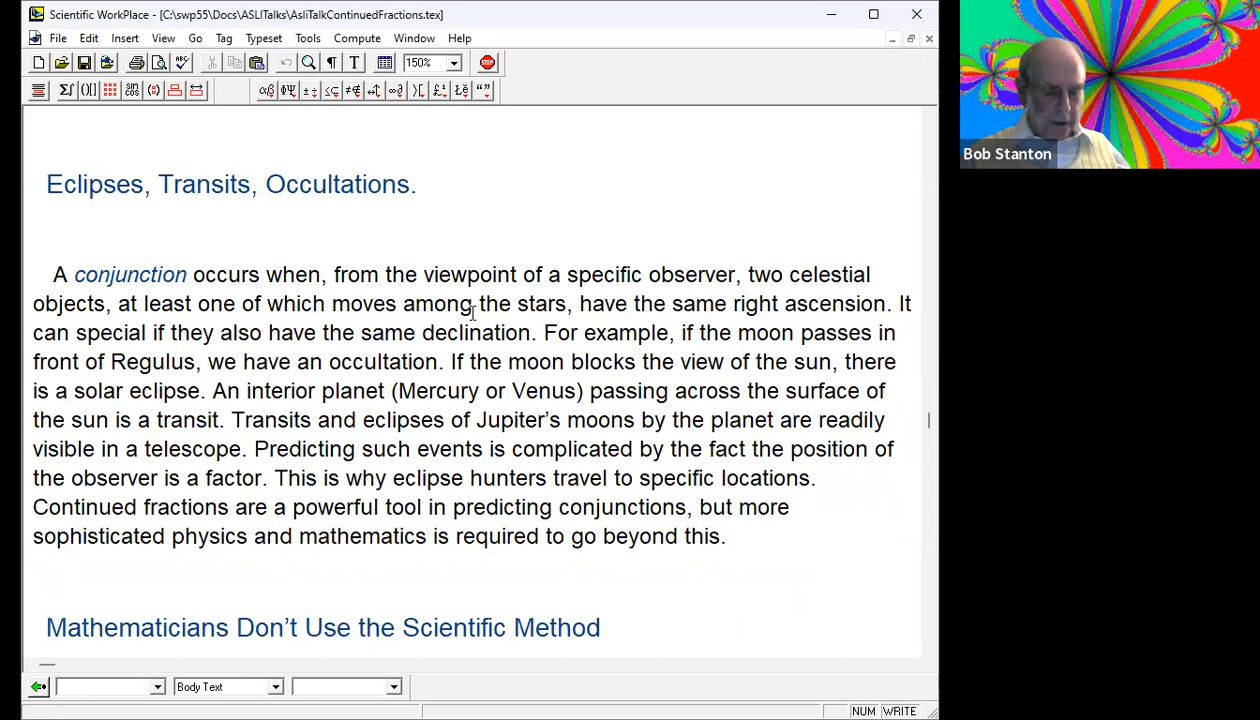 Scientific WorkPlace - [C:\swp55\Docs\ASLITalks\AsliTalkContinuedFractions.tex]
File Edit Insert View Go Tag Typeset Tools Compute Window Help
150%
Eclipses, Transits, Occultations.
A conjunction occurs when, from the viewpoint of a specific observer, two celestial
objects, at least one of which moves among the stars, have the same right ascension. It
can special if they also have the same declination. For example, if the moon passes in
front of Regulus, we have an occultation. If the moon blocks the view of the sun, there
is a solar eclipse. An interior planet (Mercury or Venus) passing across the surface of
the sun is a transit. Transits and eclipses of Jupiter's moons by the planet are readily
visible in a telescope. Predicting such events is complicated by the fact the position of
the observer is a factor. This is why eclipse hunters travel to specific locations.
Continued fractions are a powerful tool in predicting conjunctions, but more
sophisticated physics and mathematics is required to go beyond this.
Mathematicians Don't Use the Scientific Method
Body Text
NUM WRITE
Bob Stanton